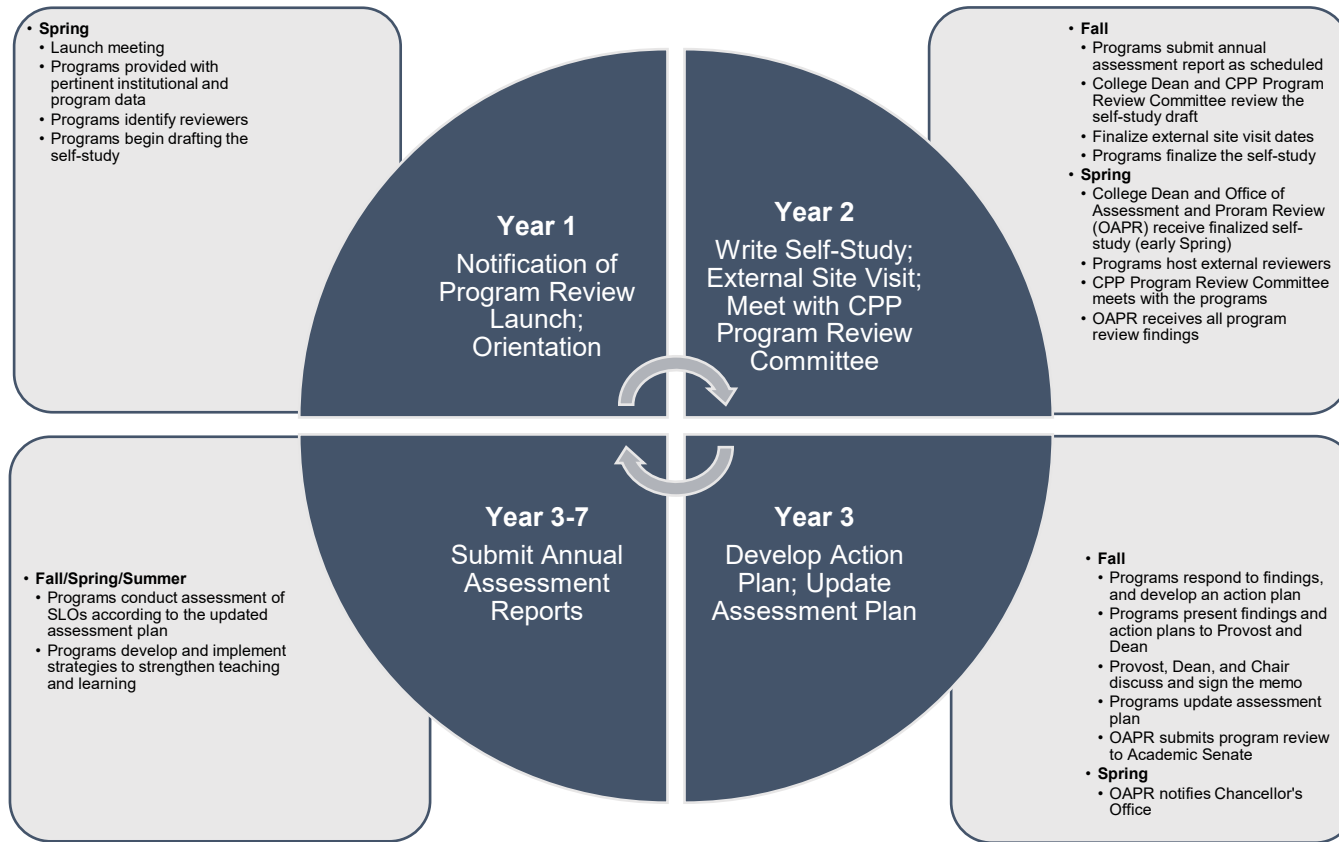 • Spring
• Launch meeting
• Programs provided with
pertinent institutional and
program data
• Programs identify reviewers
• Programs begin drafting the
self-study
Year 1
Notification of
Program Review
Launch;
Orientation
Year 2
Write Self-Study;
External Site Visit;
Meet with CPP
Program Review
Committee
• Fall
• Programs submit annual
assessment report as scheduled
• College Dean and CPP Program
Review Committee review the
self-study draft
• Finalize external site visit dates
• Programs finalize the self-study
• Spring
• College Dean and Office of
Assessment and Proram Review
(OAPR) receive finalized self-
study (early Spring)
• Programs host external reviewers
• CPP Program Review Committee
meets with the programs
• OAPR receives all program
review findings
• Fall/Spring/Summer
• Programs conduct assessment of
SLOs according to the updated
assessment plan
• Programs develop and implement
strategies to strengthen teaching
and learning
Year 3-7
Submit Annual
Assessment
Reports
Year 3
Develop Action
Plan; Update
Assessment Plan
• Fall
• Programs respond to findings,
and develop an action plan
• Programs present findings and
action plans to Provost and
Dean
• Provost, Dean, and Chair
discuss and sign the memo
• Programs update assessment
plan
• OAPR submits program review
to Academic Senate
• Spring
• OAPR notifies Chancellor's
Office